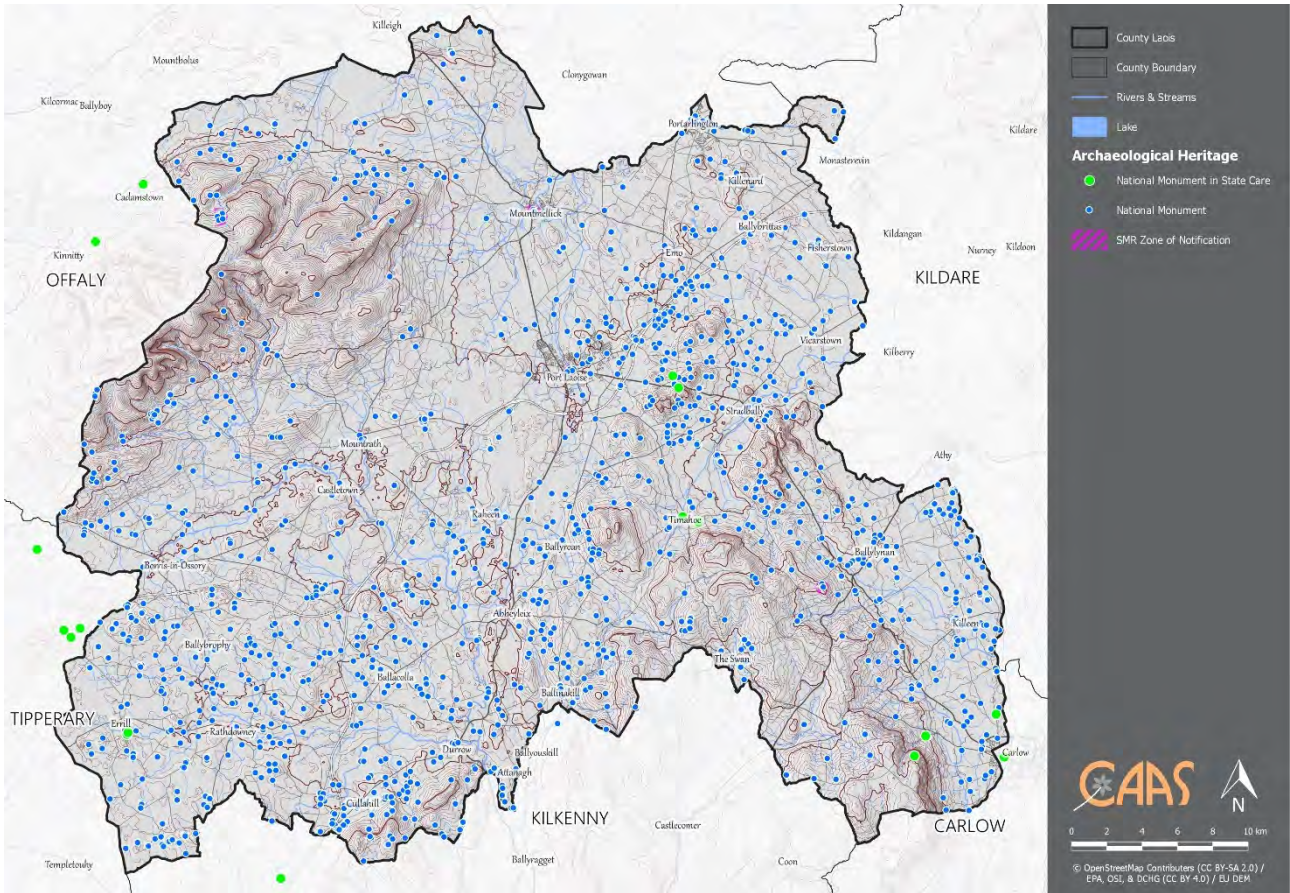 Killeigh
Mountbolus
Clonygowan
Kilcormac
Ballyboy
Portarlington
Kildare
Monasterevin
Killenard
Cadamstown
Mountmellick
Ballybrittas
Kildangan
Fisherstown
Nurney
Kildoon
Kinnitty
Emo
OFFALY
KILDARE
Vicarstown
Kilberry
Port Laoise
Stradbally
Mountrath
Athy
Castletown
Raheen
Timahoe
Ballyroan
Ballylynan
Borris-in-Ossory
Abbeyleix
Killeen
Ballybrophy
The Swan
Ballacolla
Ballinakill
TIPPERARY
Errill
Rathdowney
Durrow
Ballyouskill
Carlow
Attanagh
Cullahill
KILKENNY
Castlecomer
CARLOW
Templetouhy
Ballyragget
Coon
County Laois
County Boundary
Rivers & Streams
Lake
Archaeological Heritage
National Monument in State Care
National Monument
SMR Zone of Notification
CAAS
N
0 2 4 6 8 10 km
© OpenStreetMap Contributors (CC BY-SA 2.0) /
EPA, OSI, & DCHG (CC BY 4.0) / EU DEM